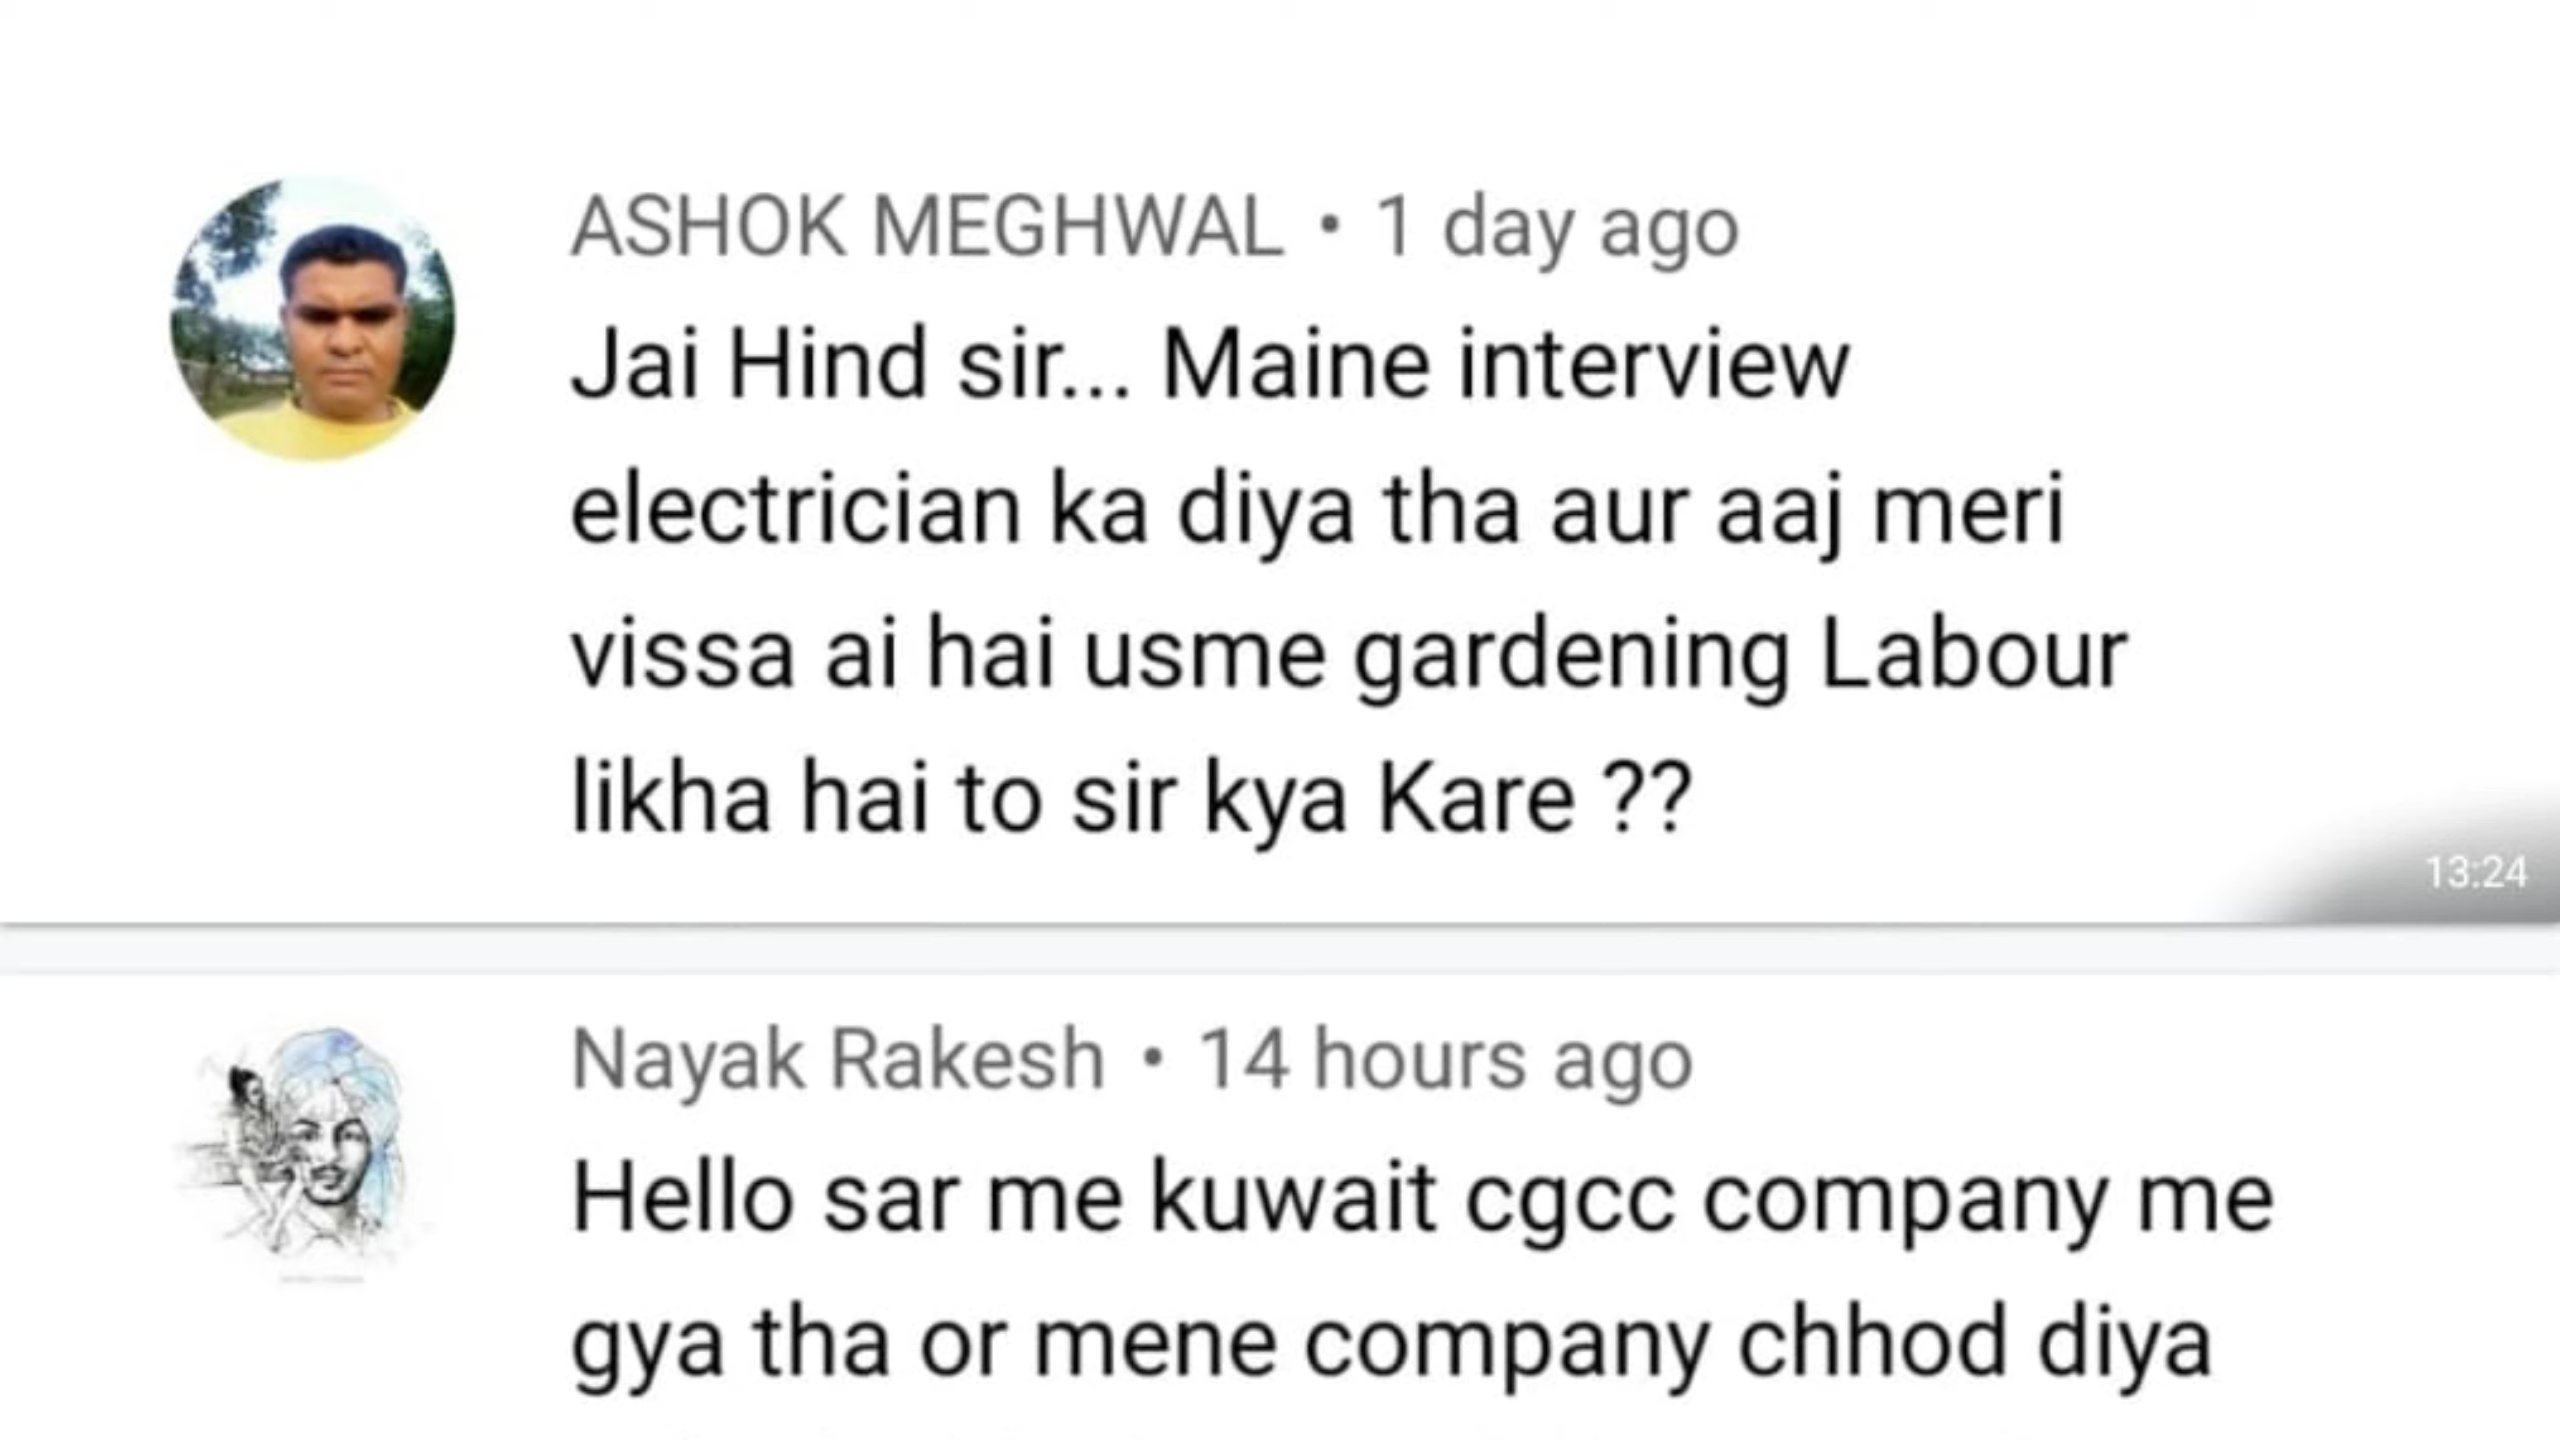 ASHOK MEGHWAL • 1 day ago
Jai Hind sir... Maine interview
electrician ka diya tha aur aaj meri
vissa ai hai usme gardening Labour
likha hai to sir kya Kare ??
13:24
Nayak Rakesh • 14 hours ago
Hello sar me kuwait cgcc company me
gya tha or mene company chhod diya